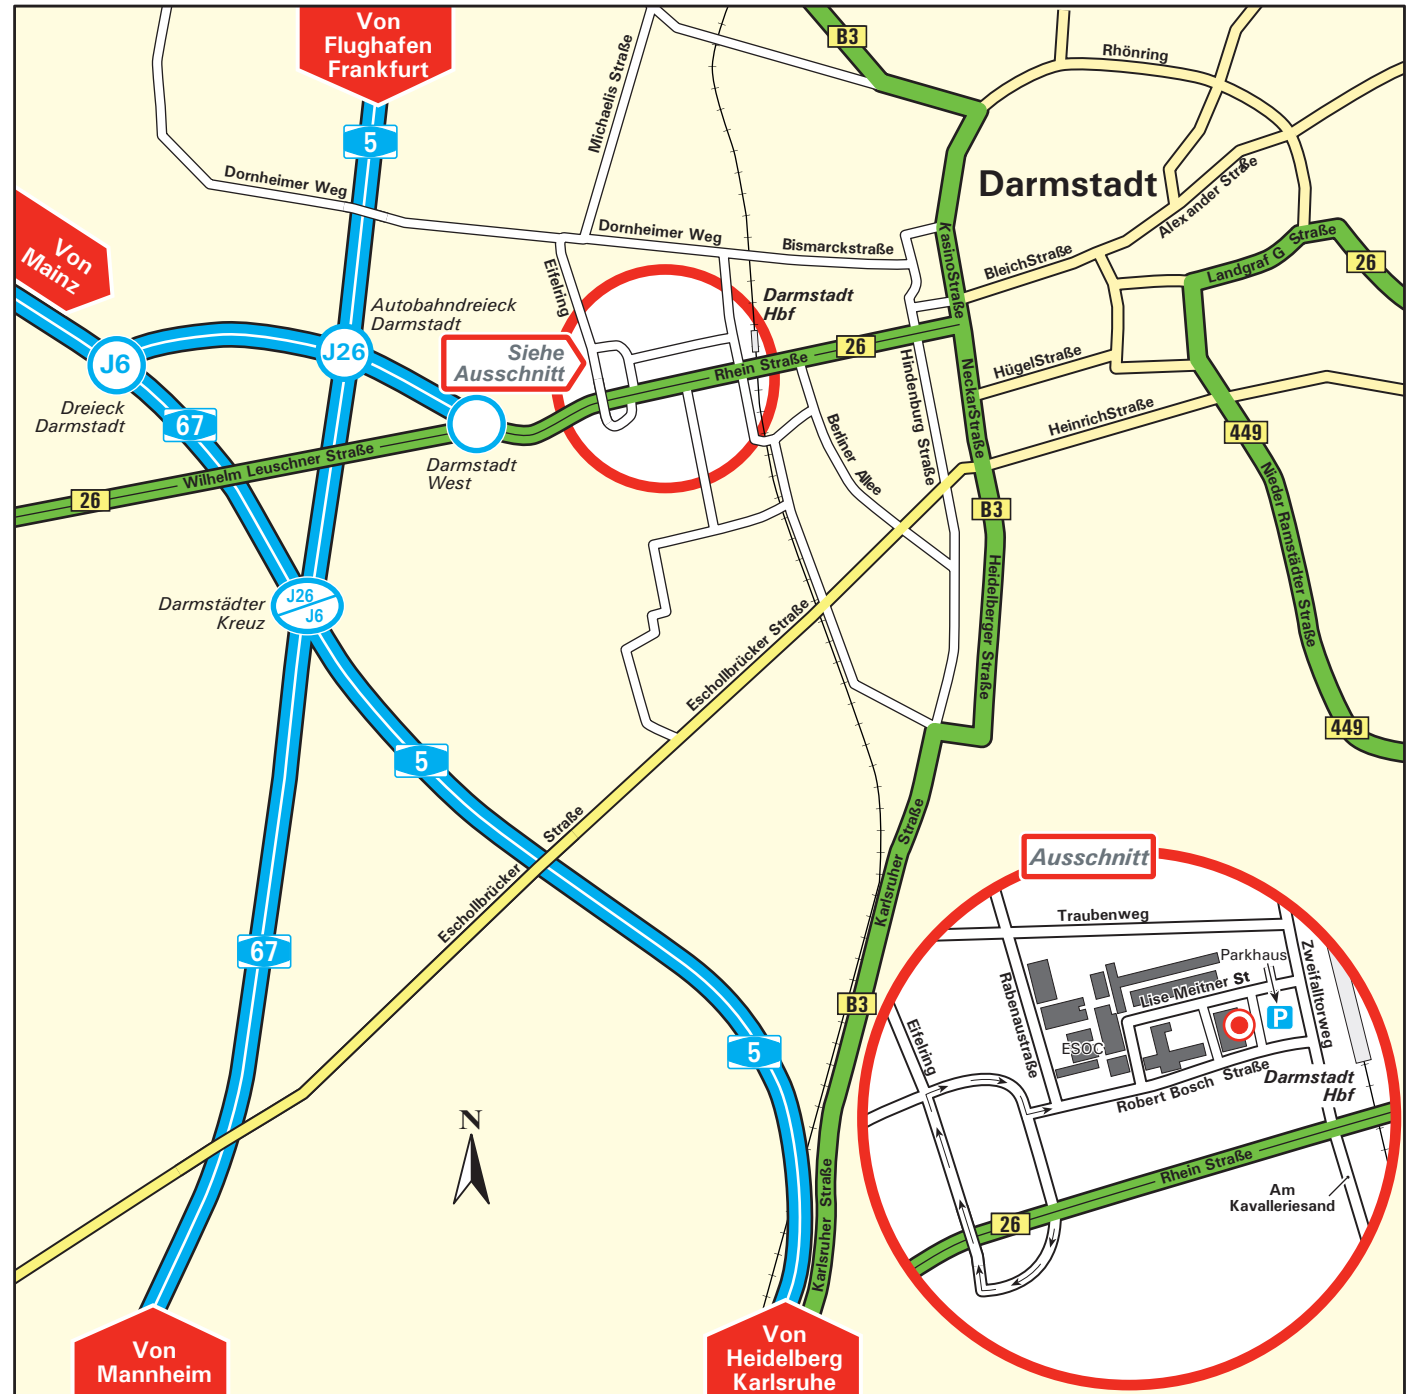 Von
Flughafen
Frankfurt
B3
Rhönring
Michaelis Straße
5
Dornheimer Weg
Darmstadt
Alexander Straße
Von
Mainz
Dornheimer Weg
Bismarckstraße
KasinoStraße
BleichStraße
Landgraf G Straße
26
Eifelring
Autobahndreieck
Darmstadt
Darmstadt
Hbf
J6
J26
Siehe
Ausschnitt
Rhein Straße
26
Hindenburg Straße
NeckarStraße
HügelStraße
HeinrichStraße
Dreieck
Darmstadt
67
Wilhelm Leuschner Straße
26
Darmstadt
West
Berliner Allee
449
B3
Nieder Ramstädter Straße
Darmstädter
Kreuz
J26
J6
Heidelberger Straße
Eschollbrücker Straße
449
5
Eschollbrücker Straße
Karlsruher Straße
67
B3
5
N
Karlsruher Straße
Von
Mannheim
Von
Heidelberg
Karlsruhe
Ausschnitt
Traubenweg
Parkhaus
Zweifalltorweg
Rabenaustraße
Lise-Meitner St
P
Eifelring
ESOC
Robert Bosch Straße
Darmstadt
Hbf
Rhein Straße
26
Am
Kavalleriesand